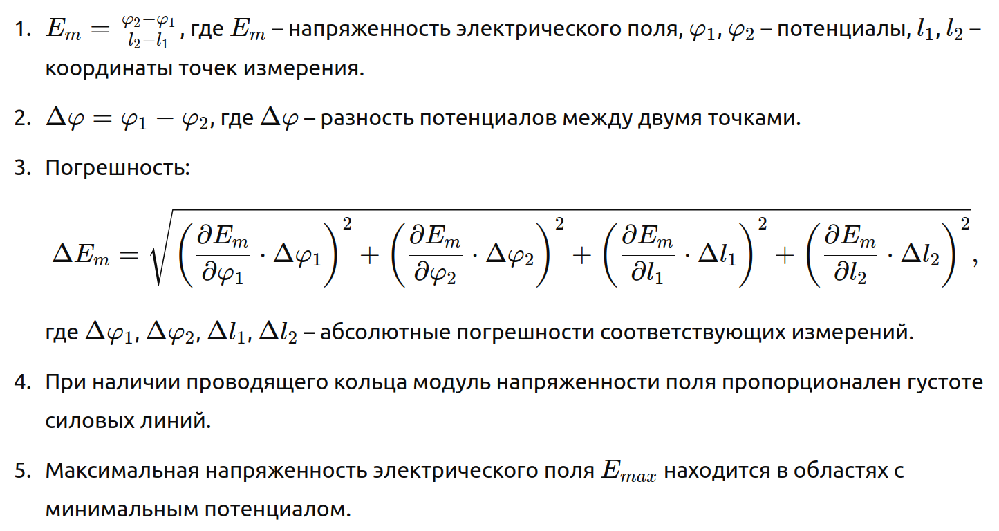 1. $E_m = \frac{\varphi_2 - \varphi_1}{l_2 - l_1}$, где $E_m$ – напряженность электрического поля, $\varphi_1$, $\varphi_2$ – потенциалы, $l_1$, $l_2$ –
координаты точек измерения.
2. $\Delta\varphi = \varphi_1 - \varphi_2$, где $\Delta\varphi$ – разность потенциалов между двумя точками.
3. Погрешность:
$\Delta E_m = \sqrt{\left(\frac{\partial E_m}{\partial \varphi_1} \cdot \Delta\varphi_1\right)^2 + \left(\frac{\partial E_m}{\partial \varphi_2} \cdot \Delta\varphi_2\right)^2 + \left(\frac{\partial E_m}{\partial l_1} \cdot \Delta l_1\right)^2 + \left(\frac{\partial E_m}{\partial l_2} \cdot \Delta l_2\right)^2}$,
где $\Delta\varphi_1$, $\Delta\varphi_2$, $\Delta l_1$, $\Delta l_2$ – абсолютные погрешности соответствующих измерений.
4. При наличии проводящего кольца модуль напряженности поля пропорционален густоте
силовых линий.
5. Максимальная напряженность электрического поля $E_{max}$ находится в областях с
минимальным потенциалом.